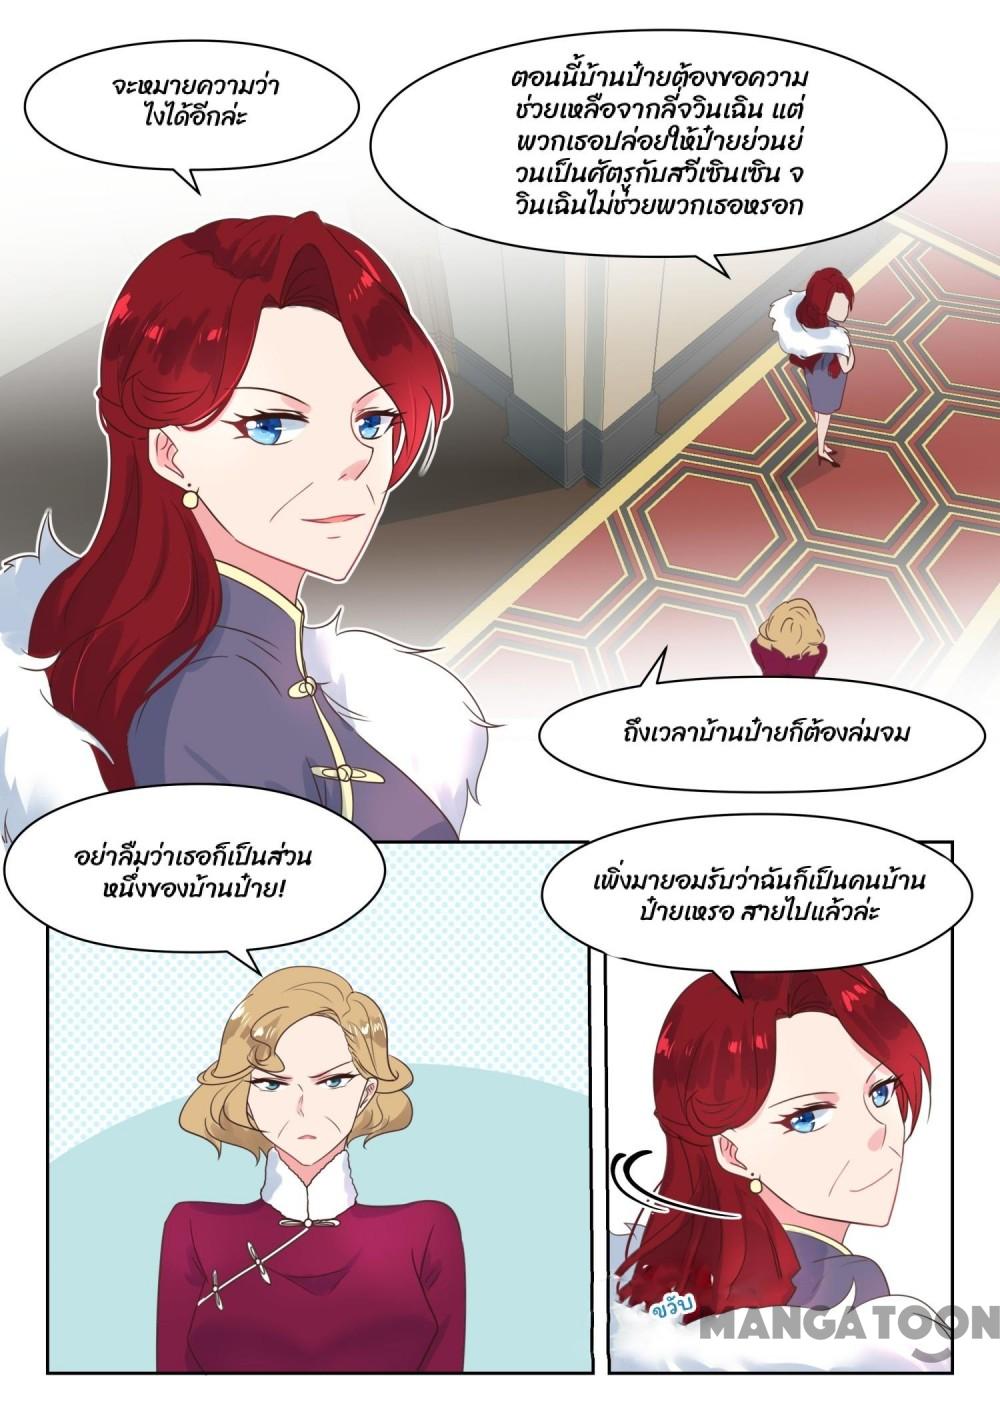 จะหมายความว่า
ไงได้อีกล่ะ
ตอนนี้บ้านป๋ายต้องขอความ
ช่วยเหลือจากลี่จวินเฉิน แต่
พวกเธอปล่อยให้ป๋ายย่วนย่
วนเป็นศัตรูกับสวีเซินเซิน จ
วินเฉินไม่ช่วยพวกเธอหรอก
ถึงเวลาบ้านป๋ายก็ต้องล่มจม
อย่าลืมว่าเธอก็เป็นส่วน
หนึ่งของบ้านป๋าย!
เพิ่งมายอมรับว่าฉันก็เป็นคนบ้าน
ป๋ายเหรอ สายไปแล้วล่ะ
ขวับ
MANGATOON